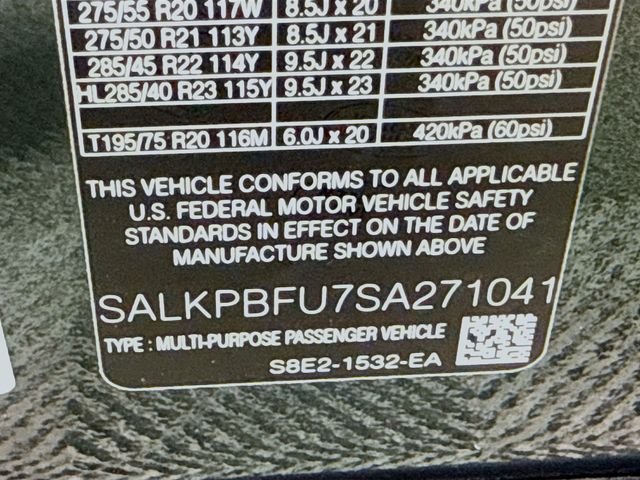 275/55 R20 117W 8.5J x 20 340kPa (50psi)
275/50 R21 113Y 8.5J x 21 340kPa (50psi)
285/45 R22 114Y 9.5J x 22 340kPa (50psi)
HL285/40 R23 115Y 9.5J x 23 340kPa (50psi)
T195/75 R20 116M 6.0J x 20 420kPa (60psi)
THIS VEHICLE CONFORMS TO ALL APPLICABLE
U.S. FEDERAL MOTOR VEHICLE SAFETY
STANDARDS IN EFFECT ON THE DATE OF
MANUFACTURE SHOWN ABOVE
SALKPBFU7SA271041
TYPE : MULTI-PURPOSE PASSENGER VEHICLE
S8E2-1532-EA